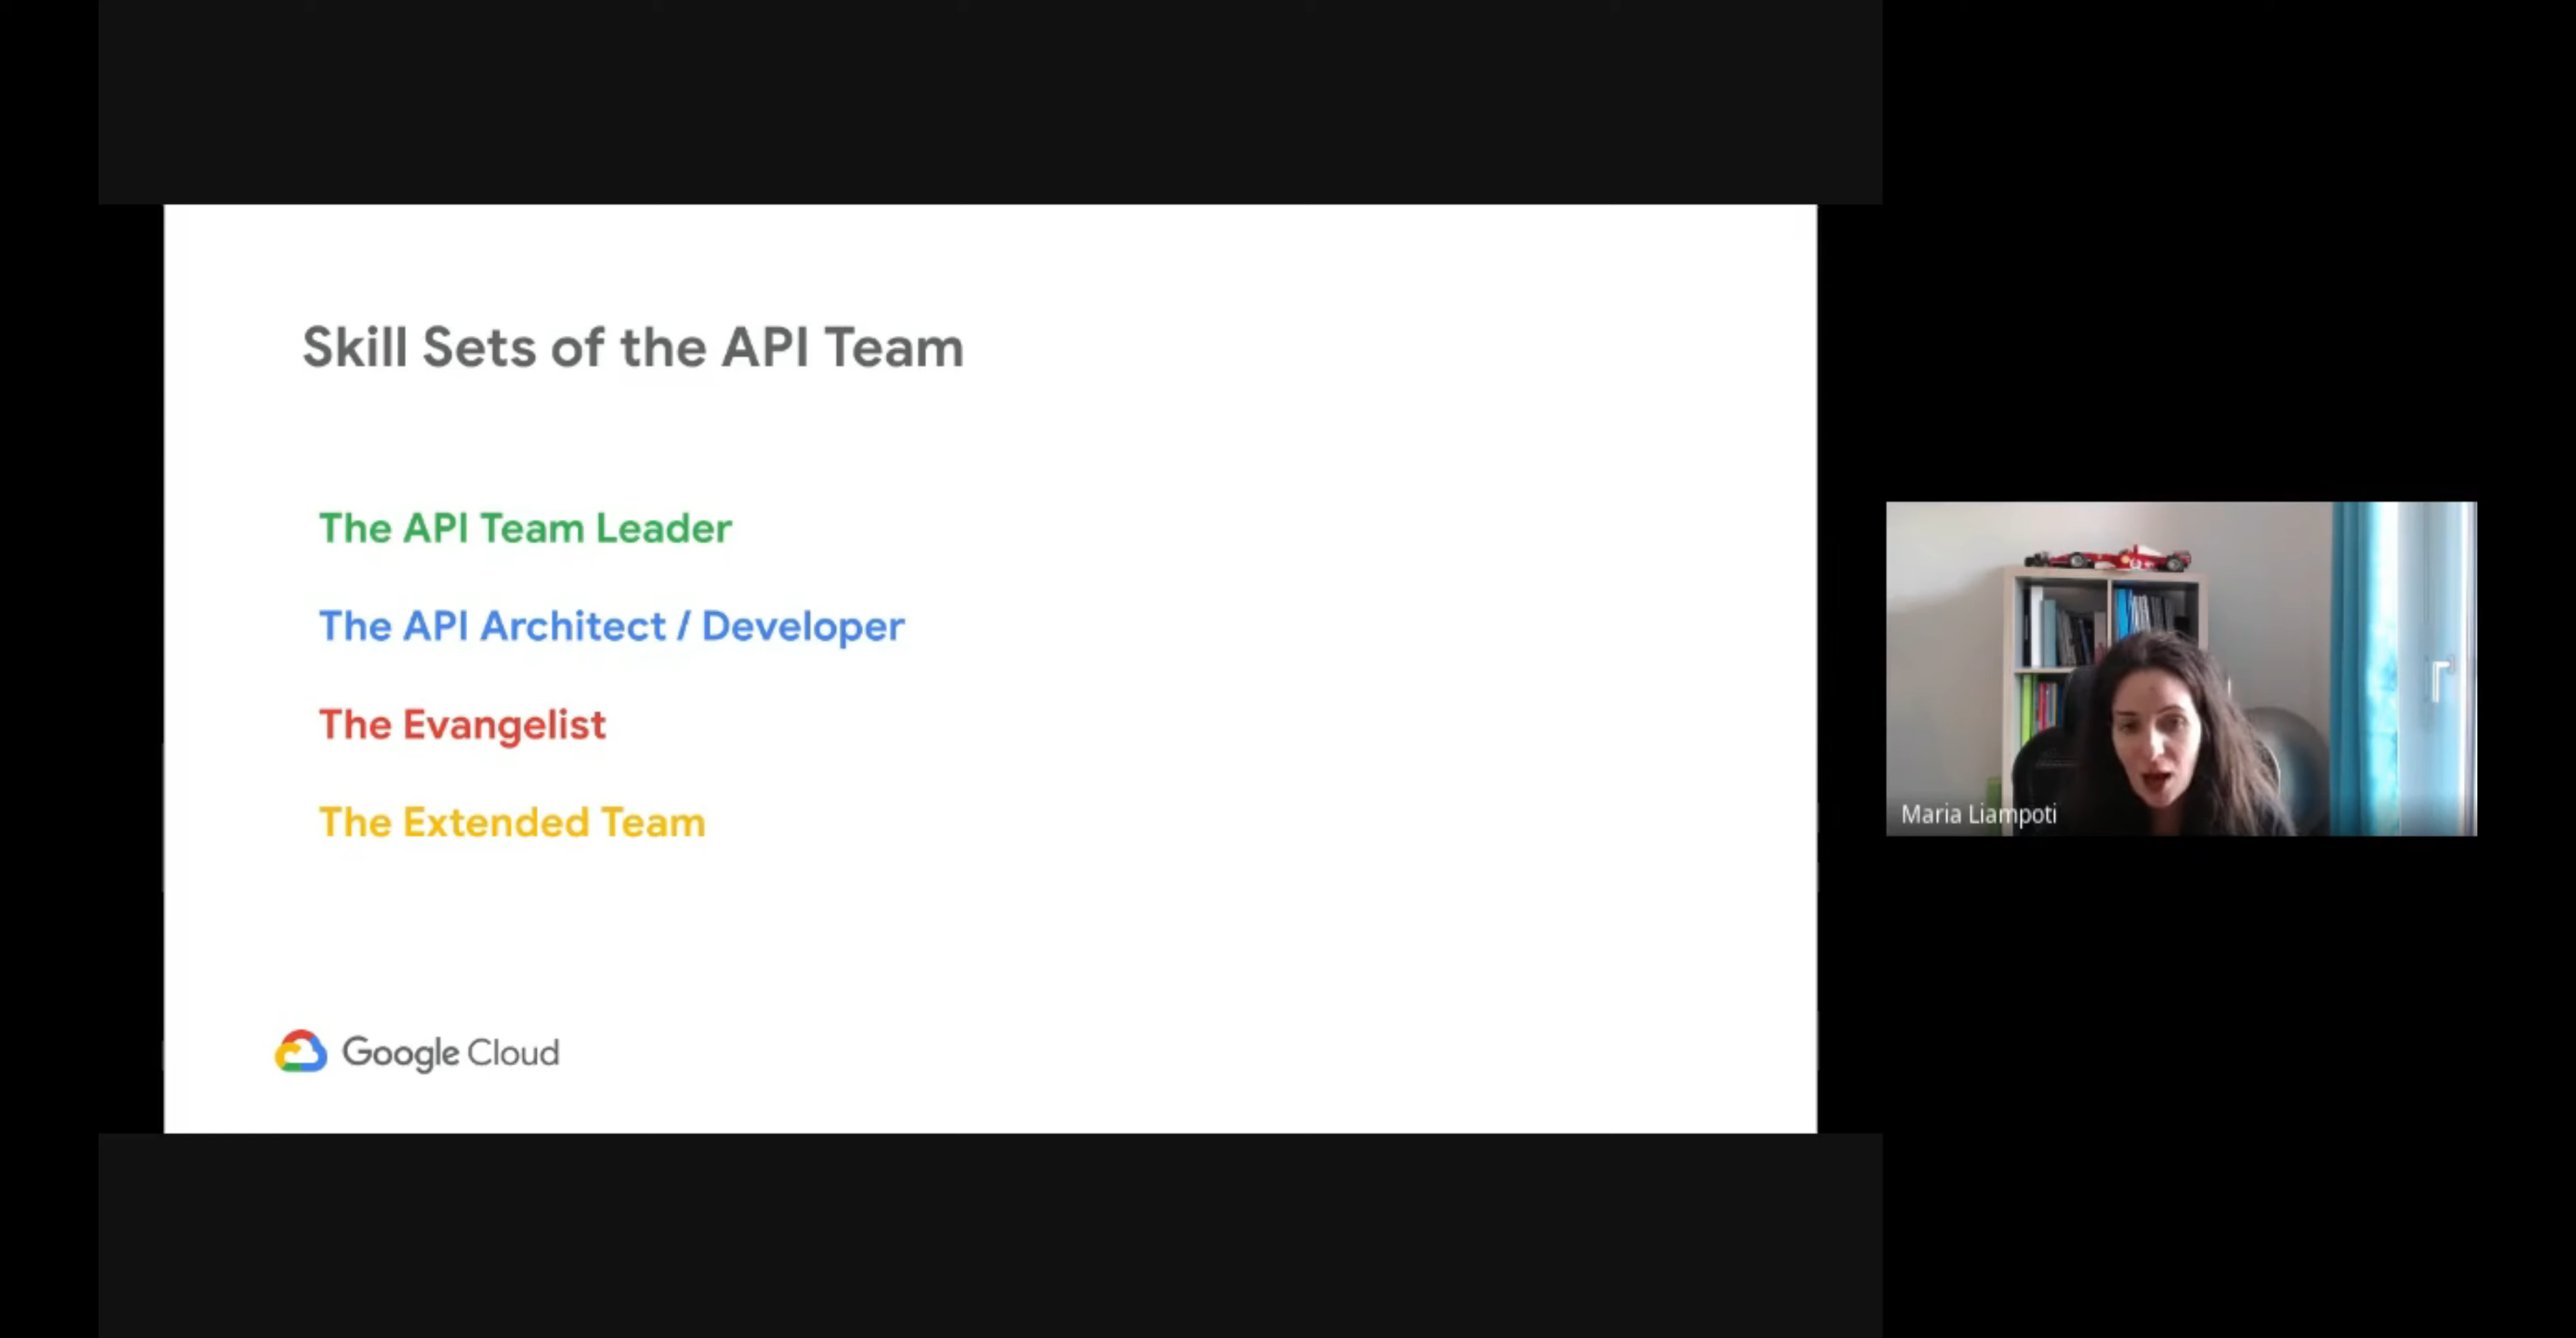 Skill Sets of the API Team
The API Team Leader
The API Architect / Developer
The Evangelist
The Extended Team
Google Cloud
Maria Liampoti